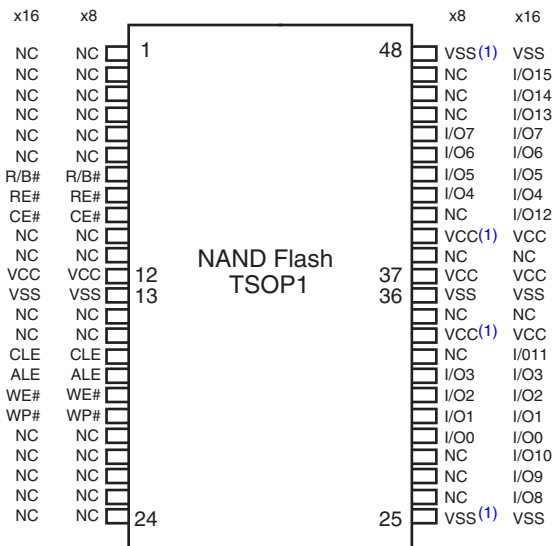 x16 x8 x8 x16
NC NC 1 48 VSS(1) VSS
NC NC NC I/O15
NC NC NC I/O14
NC NC NC I/O13
NC NC I/O7 I/O7
NC NC I/O6 I/O6
R/B# R/B# I/O5 I/O5
RE# RE# I/O4 I/O4
CE# CE# NC I/O12
NC NC VCC(1) VCC
NC NC NAND Flash NC NC
VCC VCC 12 TSOP1 37 VCC VCC
VSS VSS 13 36 VSS VSS
NC NC NC NC
NC NC VCC(1) VCC
CLE CLE NC I/011
ALE ALE I/O3 I/O3
WE# WE# I/O2 I/O2
WP# WP# I/O1 I/O1
NC NC I/O0 I/O0
NC NC NC I/O10
NC NC NC I/O9
NC NC NC I/O8
NC NC 24 25 VSS(1) VSS